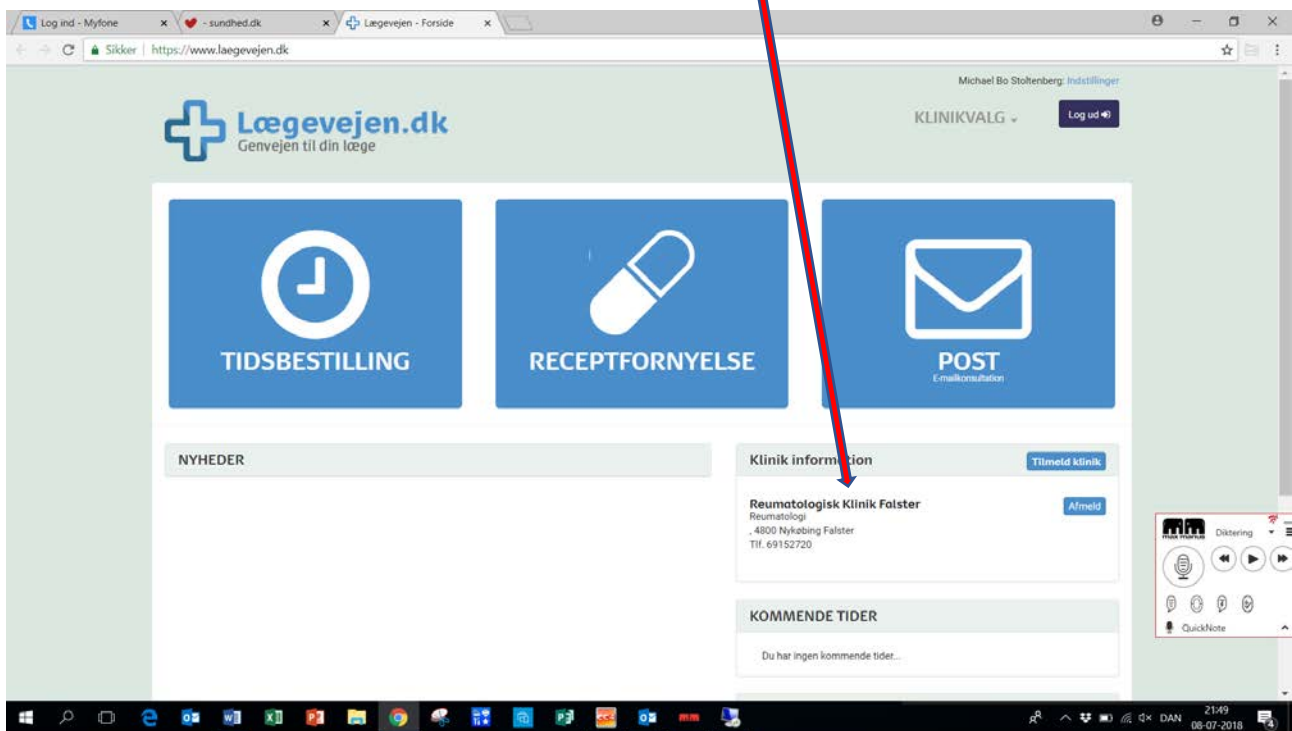 Log ind - Myfone
- sundhed.dk
Lægevejen - Forside
Sikker
https://www.laegevejen.dk
Michael Bo Stoltenberg: Indstillinger
Lægevejen.dk
Genvejen til din læge
KLINIKVALG
Log ud
TIDSBESTILLING
RECEPTFORNYELSE
POST
E-mailkonsultation
NYHEDER
Klinik information
Tilmeld klinik
Reumatologisk Klinik Falster
Afmeld
Reumatologi
, 4800 Nykøbing Falster
Tlf. 69152720
KOMMENDE TIDER
Du har ingen kommende tider...
max manus
Diktering
QuickNote
DAN
21:49
08-07-2018